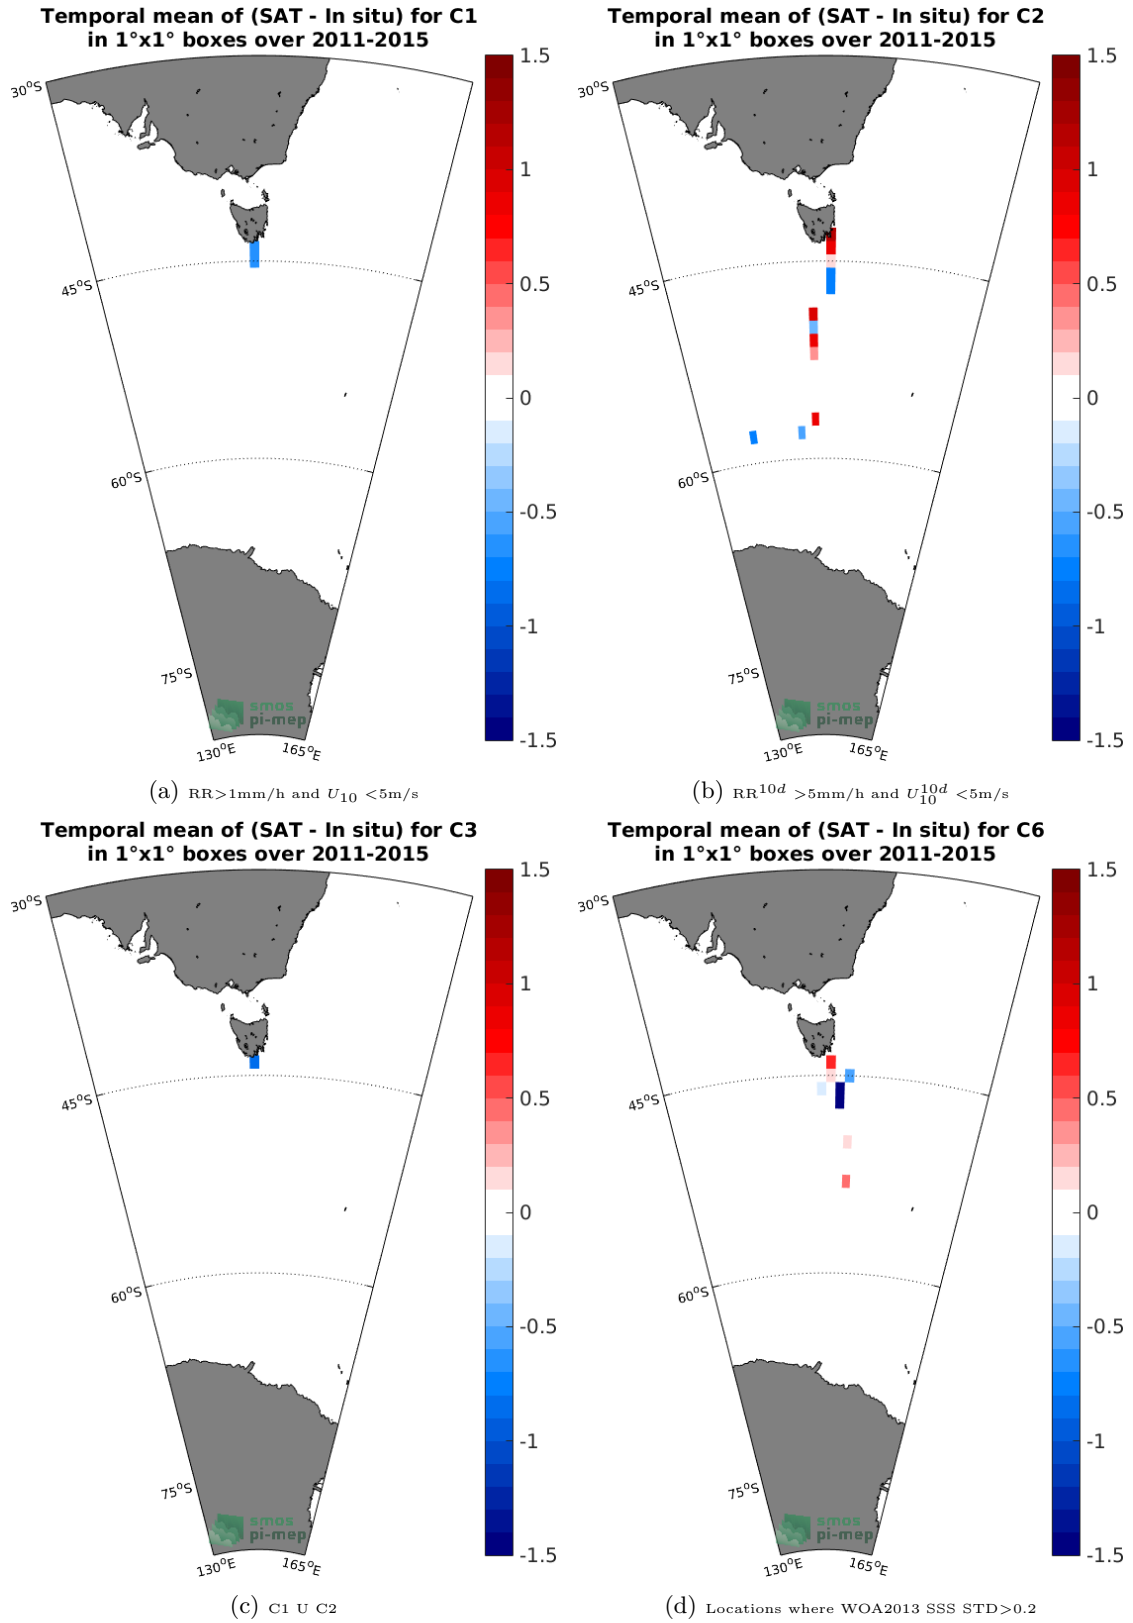 Temporal mean of (SAT - In situ) for C1
in 1°x1° boxes over 2011-2015
30°S
45°S
60°S
75°S
130°E
165°E
1.5
1
0.5
0
-0.5
-1
-1.5
smos
pi-mep
(a) RR>1mm/h and U10 <5m/s
Temporal mean of (SAT - In situ) for C2
in 1°x1° boxes over 2011-2015
30°S
45°S
60°S
75°S
130°E
165°E
1.5
1
0.5
0
-0.5
-1
-1.5
smos
pi-mep
(b) RR10d >5mm/h and U10d10 <5m/s
Temporal mean of (SAT - In situ) for C3
in 1°x1° boxes over 2011-2015
30°S
45°S
60°S
75°S
130°E
165°E
1.5
1
0.5
0
-0.5
-1
-1.5
smos
pi-mep
(c) C1 U C2
Temporal mean of (SAT - In situ) for C6
in 1°x1° boxes over 2011-2015
30°S
45°S
60°S
75°S
130°E
165°E
1.5
1
0.5
0
-0.5
-1
-1.5
smos
pi-mep
(d) Locations where WOA2013 SSS STD>0.2